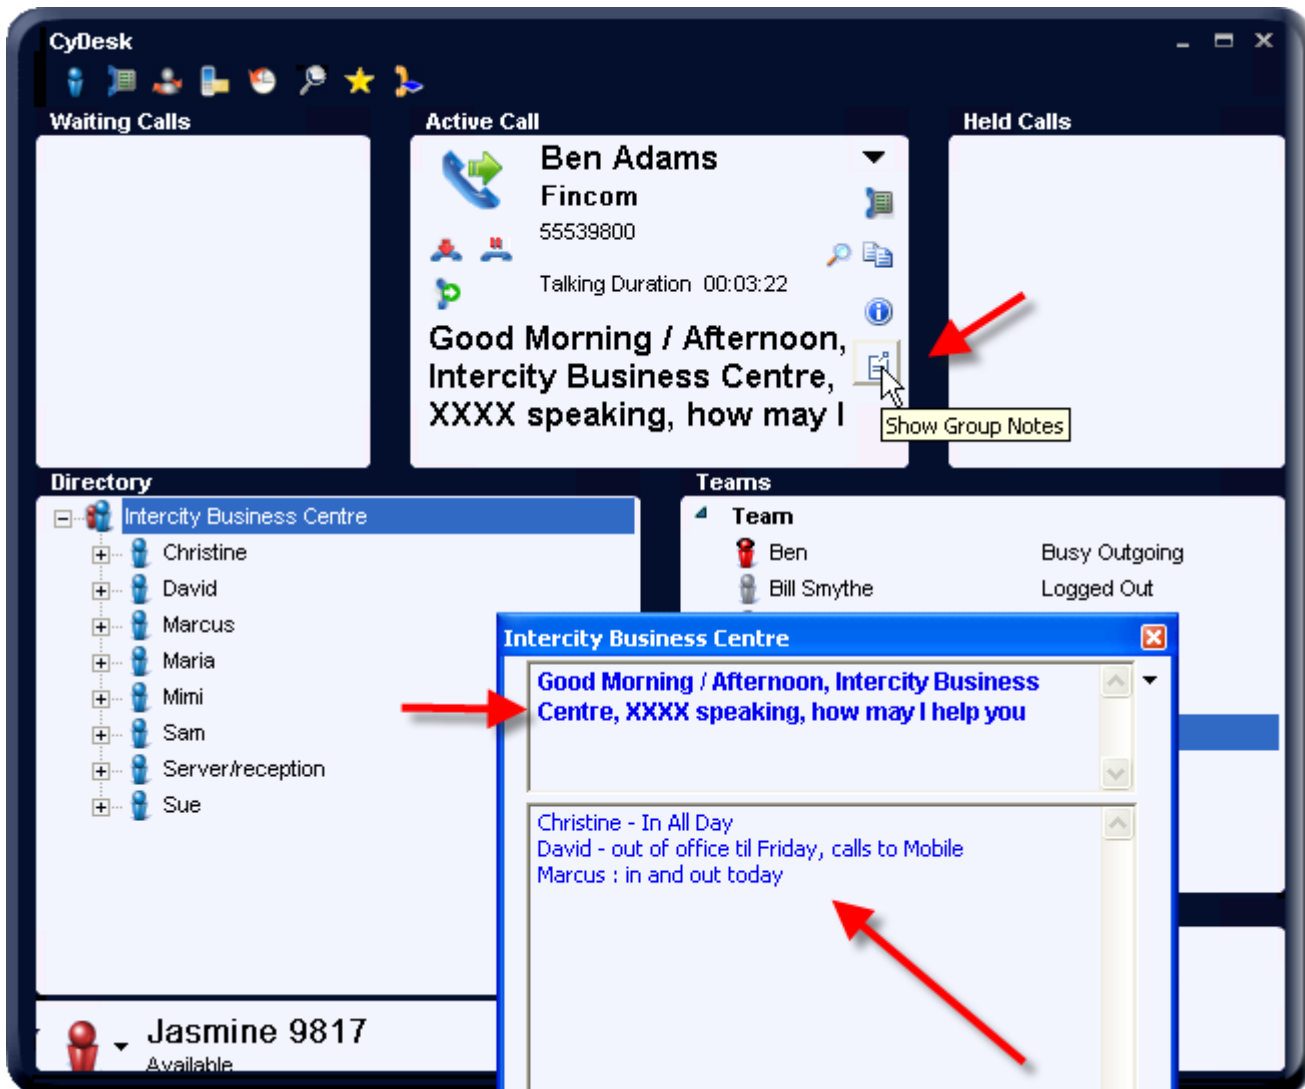 CyDesk
Waiting Calls
Active Call
Held Calls
Ben Adams
Fincom
55539800
Talking Duration 00:03:22
Good Morning / Afternoon,
Intercity Business Centre,
XXXX speaking, how may I
Show Group Notes
Directory
Intercity Business Centre
Christine
David
Marcus
Maria
Mimi
Sam
Server/reception
Sue
Teams
Team
Ben Busy Outgoing
Bill Smythe Logged Out
Intercity Business Centre
Good Morning / Afternoon, Intercity Business
Centre, XXXX speaking, how may I help you
Christine - In All Day
David - out of office til Friday, calls to Mobile
Marcus : in and out today
Jasmine 9817
Available